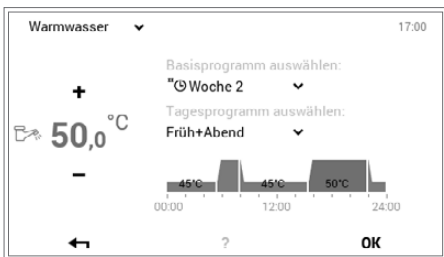 Warmwasser
17:00
Basisprogramm auswählen:
Woche 2
Tagesprogramm auswählen:
Früh+Abend
+
50,0°C
−
45°C 45°C 50°C
00:00 12:00 24:00
? OK